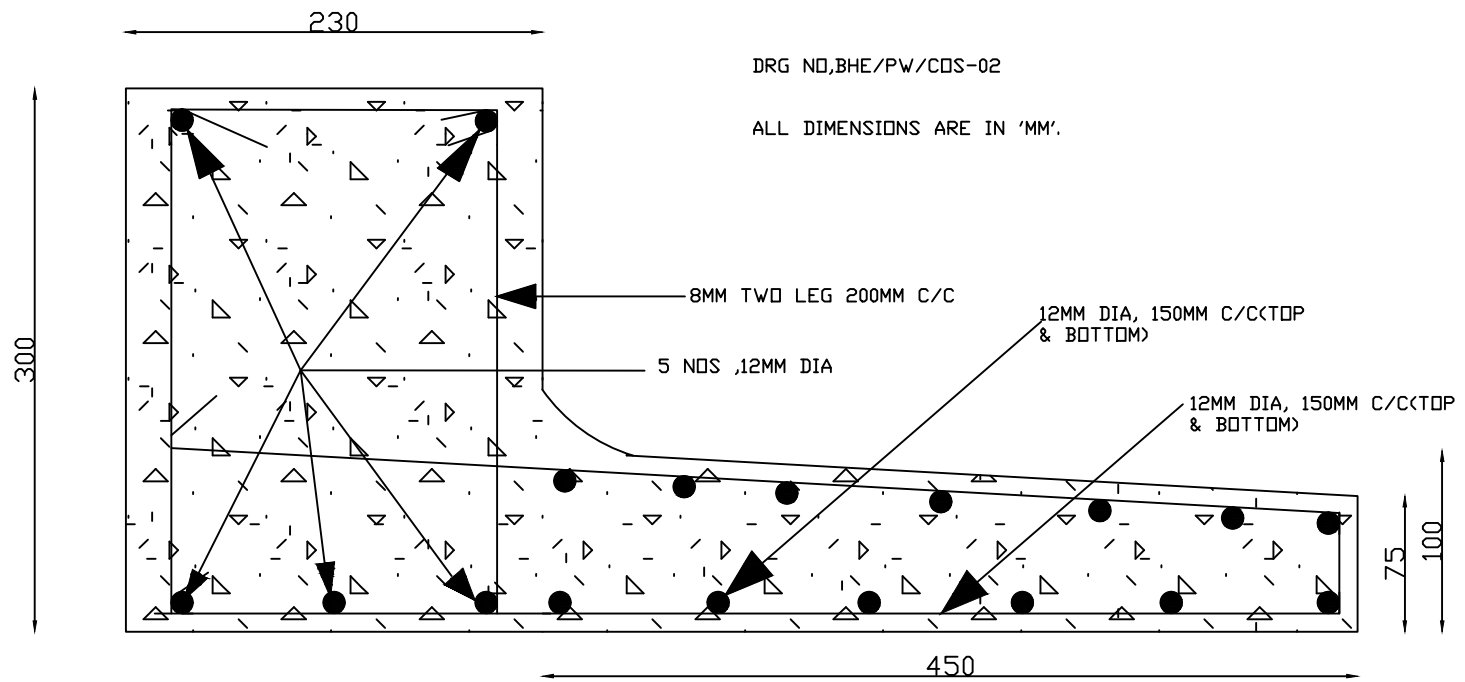 230
DRG NO,BHE/PW/COS-02
ALL DIMENSIONS ARE IN 'MM'.
300
8MM TWO LEG 200MM C/C
12MM DIA, 150MM C/C(TOP
& BOTTOM)
5 NOS ,12MM DIA
12MM DIA, 150MM C/C(TOP
& BOTTOM)
75
100
450